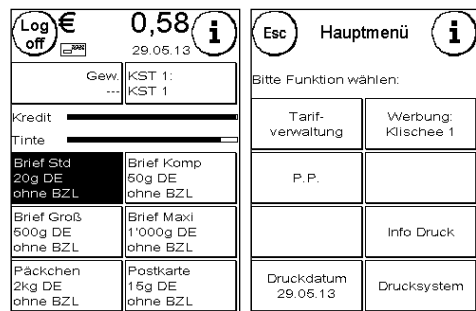 Log
off
€ 0,58
29.05.13
i
Gew.
---
KST 1:
KST 1
Kredit
Tinte
Brief Std
20g DE
ohne BZL
Brief Komp
50g DE
ohne BZL
Brief Groß
500g DE
ohne BZL
Brief Maxi
1'000g DE
ohne BZL
Päckchen
2kg DE
ohne BZL
Postkarte
15g DE
ohne BZL
Esc
Hauptmenü
i
Bitte Funktion wählen:
Tarif-
verwaltung
Werbung:
Klischee 1
P.P.
Info Druck
Druckdatum
29.05.13
Drucksystem